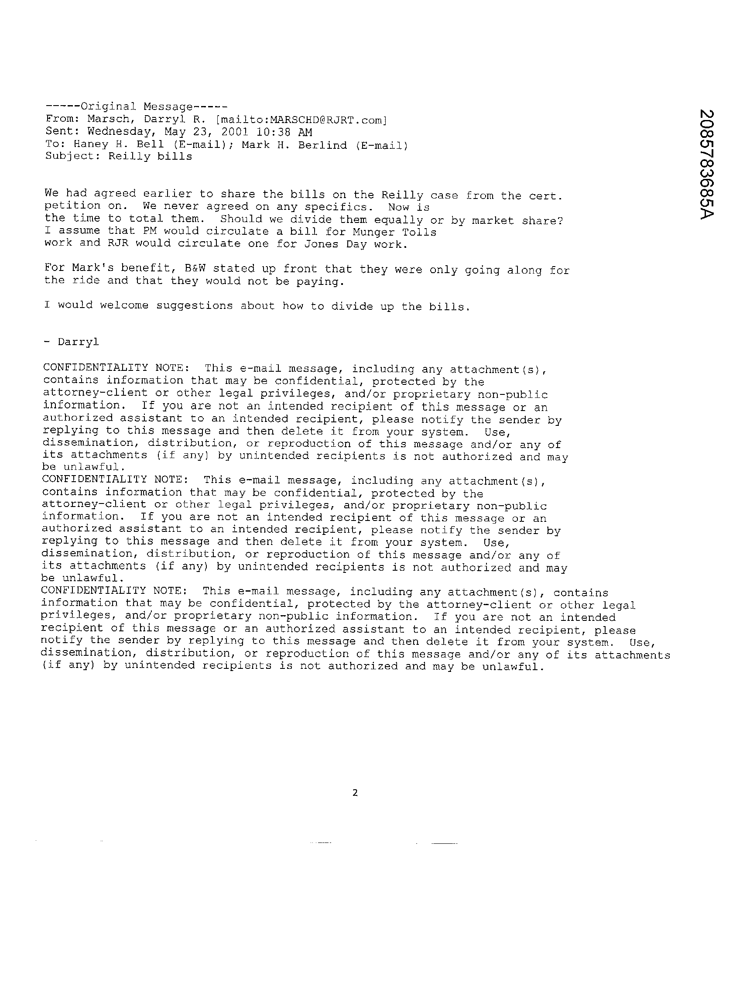 -----Original Message-----
From: Marsch, Darryl R. [mailto:MARSCHD@RJRT.com]
Sent: Wednesday, May 23, 2001 10:38 AM
To: Haney H. Bell (E-mail); Mark H. Berlind (E-mail)
Subject: Reilly bills
We had agreed earlier to share the bills on the Reilly case from the cert.
petition on. We never agreed on any specifics. Now is
the time to total them. Should we divide them equally or by market share?
I assume that PM would circulate a bill for Munger Tolls
work and RJR would circulate one for Jones Day work.
For Mark's benefit, B&W stated up front that they were only going along for
the ride and that they would not be paying.
I would welcome suggestions about how to divide up the bills.
- Darryl
CONFIDENTIALITY NOTE: This e-mail message, including any attachment(s),
contains information that may be confidential, protected by the
attorney-client or other legal privileges, and/or proprietary non-public
information. If you are not an intended recipient of this message or an
authorized assistant to an intended recipient, please notify the sender by
replying to this message and then delete it from your system. Use,
dissemination, distribution, or reproduction of this message and/or any of
its attachments (if any) by unintended recipients is not authorized and may
be unlawful.
CONFIDENTIALITY NOTE: This e-mail message, including any attachment(s),
contains information that may be confidential, protected by the
attorney-client or other legal privileges, and/or proprietary non-public
information. If you are not an intended recipient of this message or an
authorized assistant to an intended recipient, please notify the sender by
replying to this message and then delete it from your system. Use,
dissemination, distribution, or reproduction of this message and/or any of
its attachments (if any) by unintended recipients is not authorized and may
be unlawful.
CONFIDENTIALITY NOTE: This e-mail message, including any attachment(s), contains
information that may be confidential, protected by the attorney-client or other legal
privileges, and/or proprietary non-public information. If you are not an intended
recipient of this message or an authorized assistant to an intended recipient, please
notify the sender by replying to this message and then delete it from your system. Use,
dissemination, distribution, or reproduction of this message and/or any of its attachments
(if any) by unintended recipients is not authorized and may be unlawful.
2
2085783685A